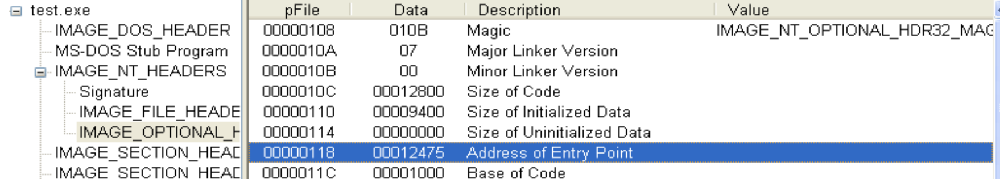 test.exe
IMAGE_DOS_HEADER
MS-DOS Stub Program
IMAGE_NT_HEADERS
Signature
IMAGE_FILE_HEADE
IMAGE_OPTIONAL_H
IMAGE_SECTION_HEAD
IMAGE_SECTION_HEAD
pFile Data Description Value
00000108 010B Magic IMAGE_NT_OPTIONAL_HDR32_MAG
0000010A 07 Major Linker Version
0000010B 00 Minor Linker Version
0000010C 00012800 Size of Code
00000110 00009400 Size of Initialized Data
00000114 00000000 Size of Uninitialized Data
00000118 00012475 Address of Entry Point
0000011C 00001000 Base of Code